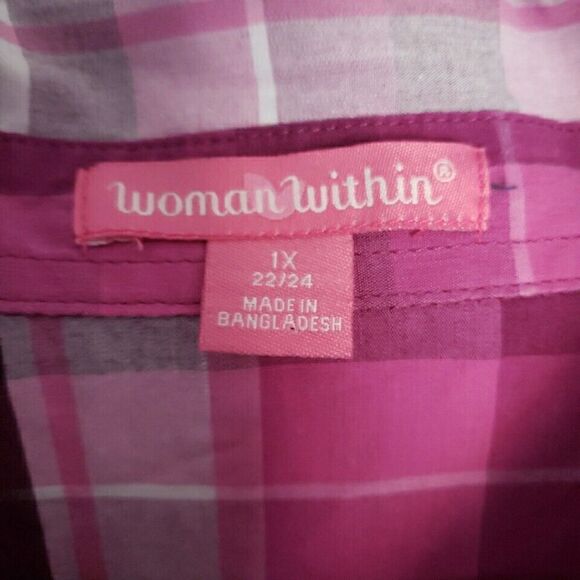 woman within®
1X
22/24
MADE IN
BANGLADESH